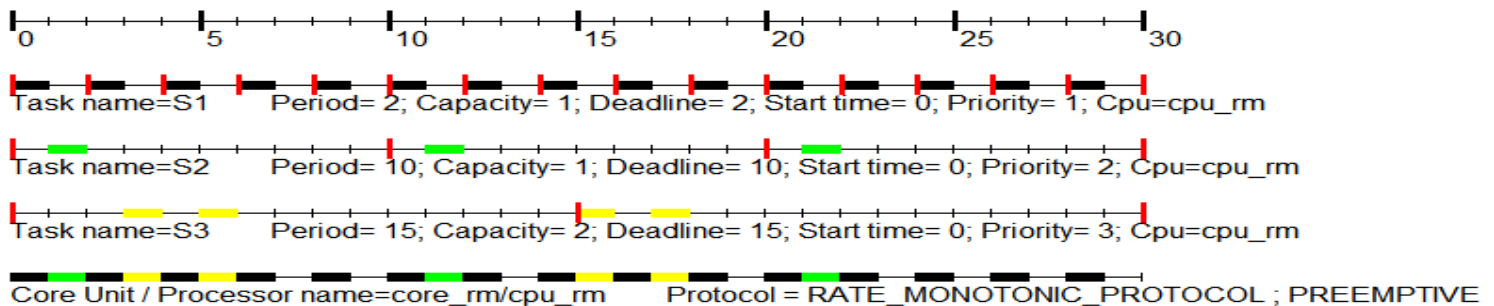 0 5 10 15 20 25 30
Task name=S1 Period= 2; Capacity= 1; Deadline= 2; Start time= 0; Priority= 1; Cpu=cpu_rm
Task name=S2 Period= 10; Capacity= 1; Deadline= 10; Start time= 0; Priority= 2; Cpu=cpu_rm
Task name=S3 Period= 15; Capacity= 2; Deadline= 15; Start time= 0; Priority= 3; Cpu=cpu_rm
Core Unit / Processor name=core_rm/cpu_rm Protocol = RATE_MONOTONIC_PROTOCOL ; PREEMPTIVE